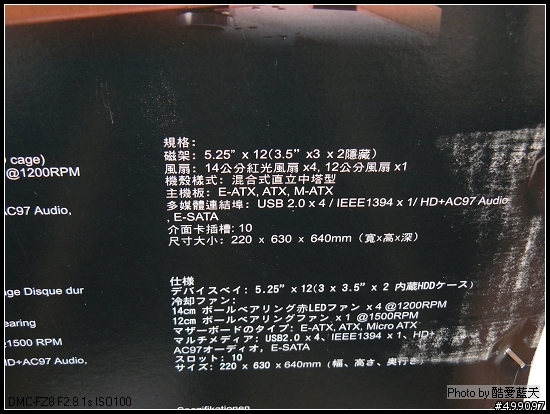 cage)
@1200RPM
AC97 Audio,
規格:
磁架: 5.25" x 12(3.5" x3 x 2隱藏)
風扇: 14公分紅光風扇 x4, 12公分風扇 x1
機殼樣式: 混合式直立中塔型
主機板: E-ATX, ATX, M-ATX
多媒體連結埠: USB 2.0 x 4 / IEEE1394 x 1/ HD+AC97 Audio
, E-SATA
介面卡插槽: 10
尺寸大小: 220 x 630 x 640mm (寬x高x深)
ge Disque dur
earing
@1500 RPM
+AC97 Audio,
仕様
デバイスベイ: 5.25" x 12(3 x 3.5" x 2 内蔵HDDケース)
冷却ファン:
14cm ボールベアリング赤LEDファン x 4 @1200RPM
12cm ボールベアリングファン x 1 @1500RPM
マザーボードのタイプ: E-ATX, ATX, Micro ATX
マルチメディア: USB2.0 x 4, IEEE1394 x 1、HD+
AC97オーディオ, E-SATA
スロット: 10
サイズ: 220 x 630 x 640mm (幅、高さ、奥行き)
Spezifikationen
DMC-FZ8 F2.8 1s ISO100
Photo by 酷愛藍天
#499097